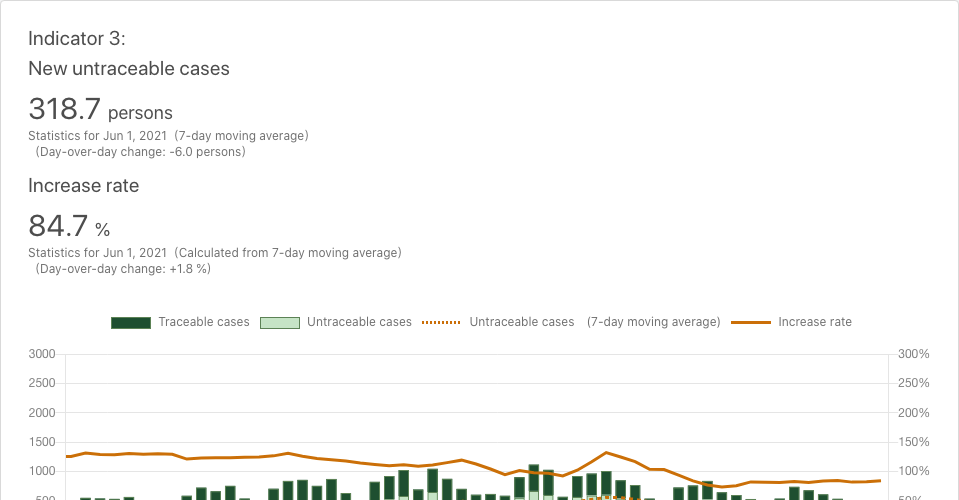 Indicator 3:
New untraceable cases
318.7 persons
Statistics for Jun 1, 2021 (7-day moving average)
(Day-over-day change: -6.0 persons)
Increase rate
84.7 %
Statistics for Jun 1, 2021 (Calculated from 7-day moving average)
(Day-over-day change: +1.8 %)
Traceable cases Untraceable cases Untraceable cases (7-day moving average) Increase rate
3000 300%
2500 250%
2000 200%
1500 150%
1000 100%
500 50%